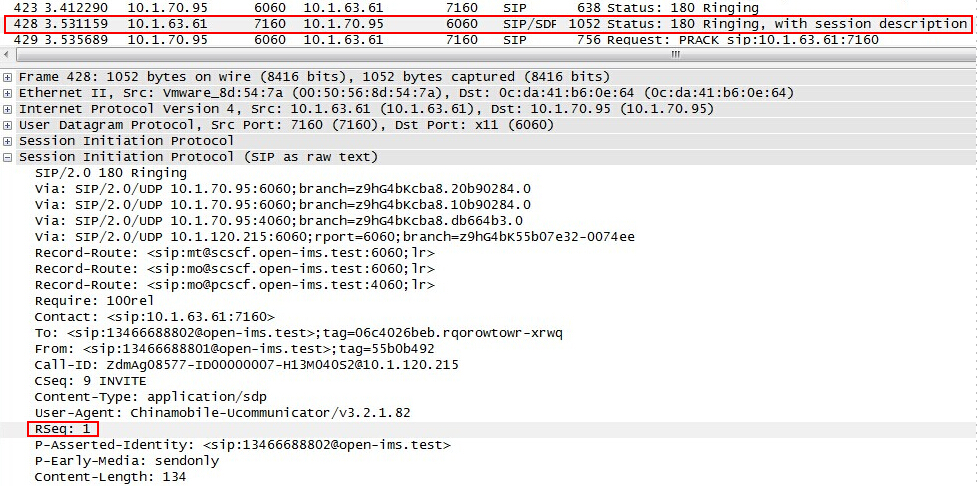 423 3.412290 10.1.70.95 6060 10.1.63.61 7160 SIP 638 Status: 180 Ringing
428 3.531159 10.1.63.61 7160 10.1.70.95 6060 SIP/SDF 1052 Status: 180 Ringing, with session description
429 3.535689 10.1.70.95 6060 10.1.63.61 7160 SIP 756 Request: PRACK sip:10.1.63.61:7160
Frame 428: 1052 bytes on wire (8416 bits), 1052 bytes captured (8416 bits)
Ethernet II, Src: Vmware_8d:54:7a (00:50:56:8d:54:7a), Dst: 0c:da:41:b6:0e:64 (0c:da:41:b6:0e:64)
Internet Protocol Version 4, Src: 10.1.63.61 (10.1.63.61), Dst: 10.1.70.95 (10.1.70.95)
User Datagram Protocol, Src Port: 7160 (7160), Dst Port: x11 (6060)
Session Initiation Protocol
Session Initiation Protocol (SIP as raw text)
SIP/2.0 180 Ringing
Via: SIP/2.0/UDP 10.1.70.95:6060;branch=z9hG4bKcba8.20b90284.0
Via: SIP/2.0/UDP 10.1.70.95:6060;branch=z9hG4bKcba8.10b90284.0
Via: SIP/2.0/UDP 10.1.70.95:4060;branch=z9hG4bKcba8.db664b3.0
Via: SIP/2.0/UDP 10.1.120.215:6060;rport=6060;branch=z9hG4bK55b07e32-0074ee
Record-Route: <sip:mt@scscf.open-ims.test:6060;lr>
Record-Route: <sip:mo@scscf.open-ims.test:6060;lr>
Record-Route: <sip:mo@pcscf.open-ims.test:4060;lr>
Require: 100rel
Contact: <sip:10.1.63.61:7160>
To: <sip:13466688802@open-ims.test>;tag=06c4026beb.rqorowtowr-xrwq
From: <sip:13466688801@open-ims.test>;tag=55b0b492
Call-ID: ZdmAg08577-ID00000007-H13M040S2@10.1.120.215
CSeq: 9 INVITE
Content-Type: application/sdp
User-Agent: Chinamobile-Ucommunicator/v3.2.1.82
RSeq: 1
P-Asserted-Identity: <sip:13466688802@open-ims.test>
P-Early-Media: sendonly
Content-Length: 134